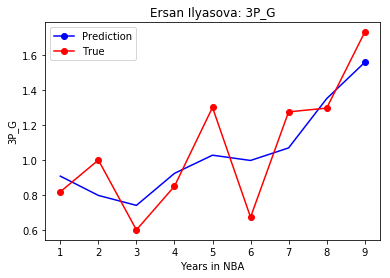 Ersan Ilyasova: 3P_G
Prediction
True
3P_G
1.6
1.4
1.2
1.0
0.8
0.6
1 2 3 4 5 6 7 8 9
Years in NBA